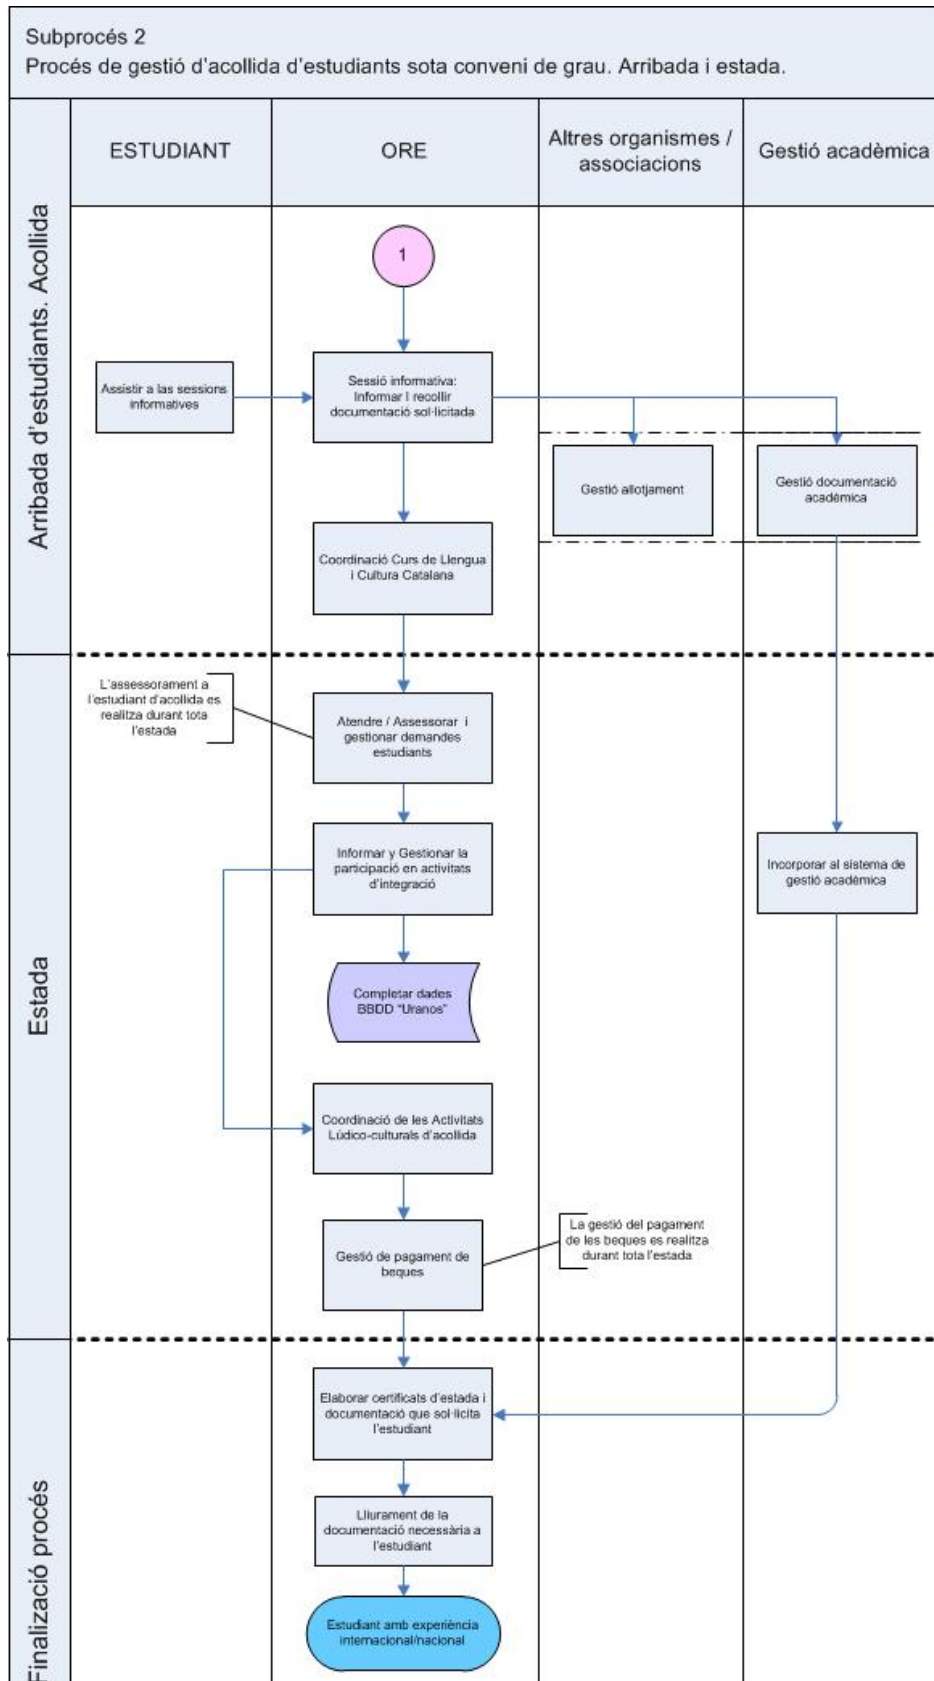 Subprocés 2
Procés de gestió d'acollida d'estudiants sota conveni de grau. Arribada i estada.
ESTUDIANT
ORE
Altres organismes /
associacions
Gestió acadèmica
Arribada d'estudiants. Acollida
1
Assistir a las sessions
informatives
Sessió informativa:
Informar I recollir
documentació sol·licitada
Gestió allotjament
Gestió documentació
acadèmica
Coordinació Curs de Llengua
i Cultura Catalana
Estada
L'assessorament a
l'estudiant d'acollida es
realitza durant tota
l'estada
Atendre / Assessorar i
gestionar demandes
estudiants
Informar y Gestionar la
participació en activitats
d'integració
Incorporar al sistema de
gestió acadèmica
Completar dades
BBDD "Uranos"
Coordinació de les Activitats
Lúdico-culturals d'acollida
Gestió de pagament de
beques
La gestió del pagament
de les beques es realitza
durant tota l'estada
Finalizació procés
Elaborar certificats d'estada i
documentació que sol·licita
l'estudiant
Lliurament de la
documentació necessària a
l'estudiant
Estudiant amb experiència
internacional/nacional